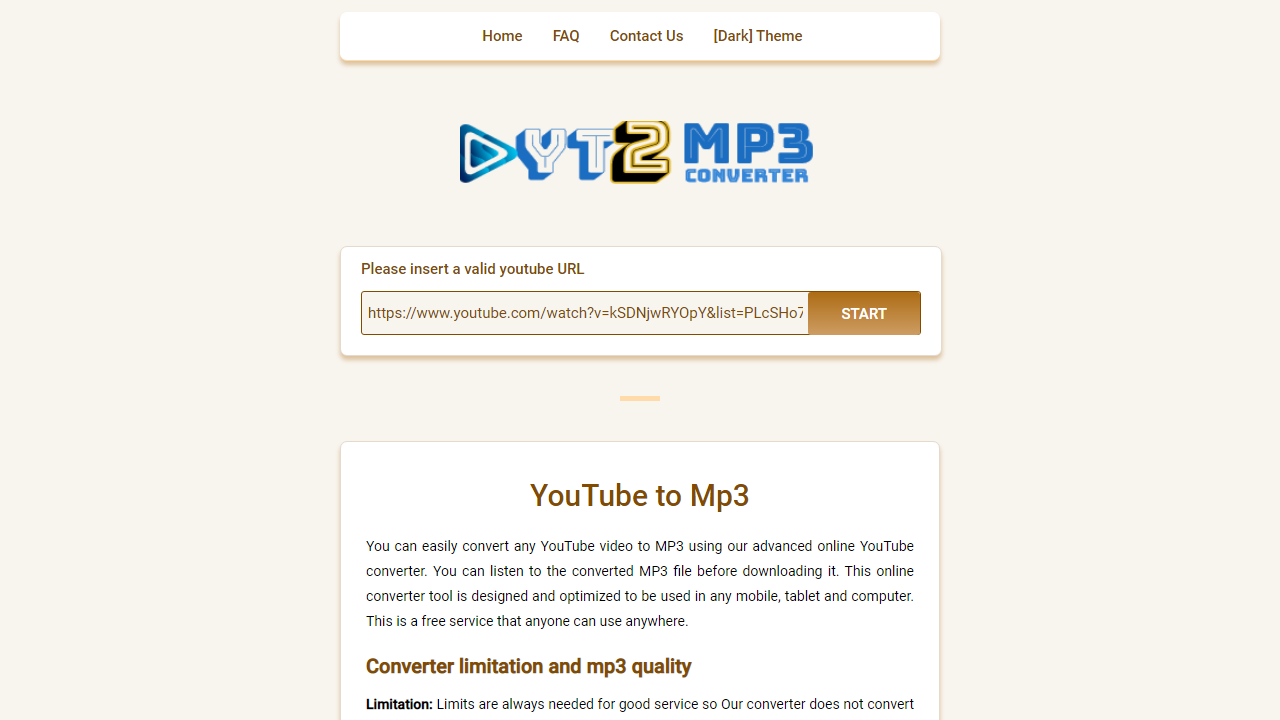 Home FAQ Contact Us [Dark] Theme
YT2 MP3
CONVERTER
Please insert a valid youtube URL
https://www.youtube.com/watch?v=kSDNjwRYOpY&list=PLcSHo7 START
YouTube to Mp3
You can easily convert any YouTube video to MP3 using our advanced online YouTube
converter. You can listen to the converted MP3 file before downloading it. This online
converter tool is designed and optimized to be used in any mobile, tablet and computer.
This is a free service that anyone can use anywhere.
Converter limitation and mp3 quality
Limitation: Limits are always needed for good service so Our converter does not convert